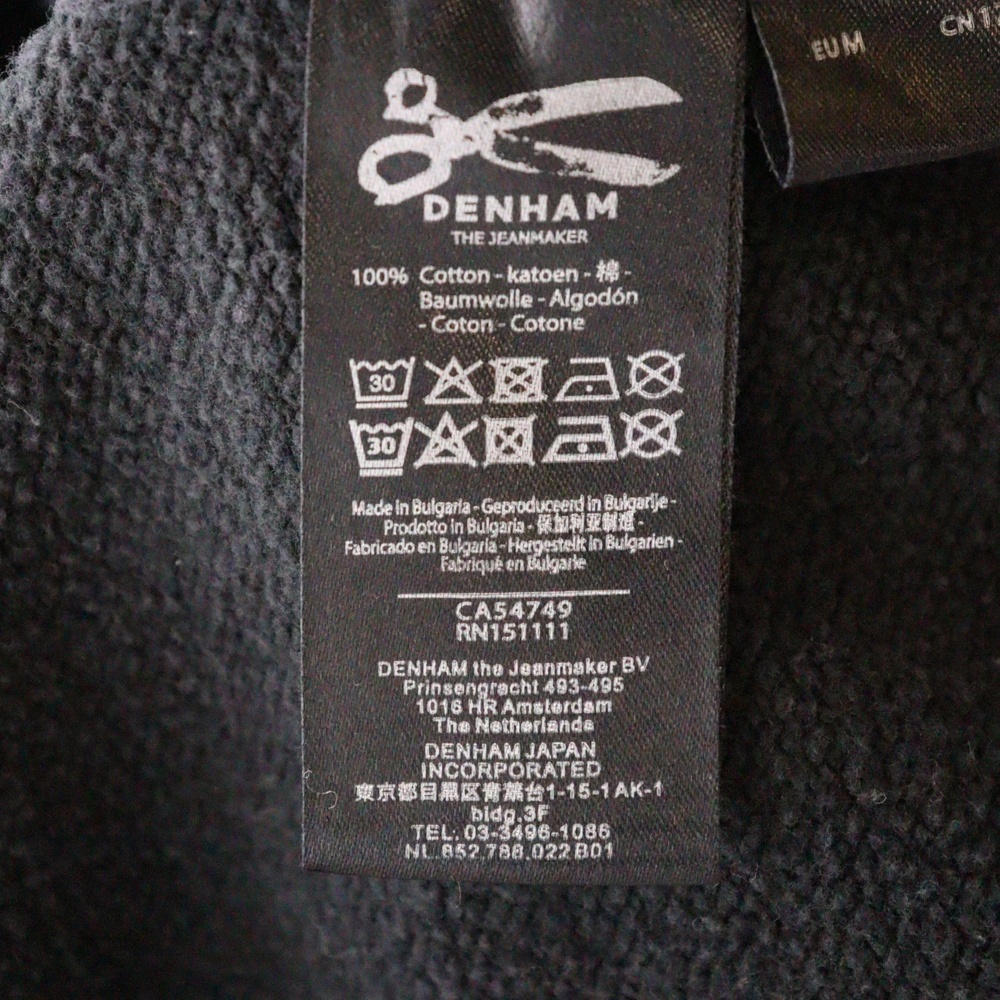 EU M
CN 1
DENHAM
THE JEANMAKER
100% Cotton - katoen - 棉 -
Baumwolle - Algodón
- Coton - Cotone
30
30
Made in Bulgaria - Geproduceerd in Bulgarije -
Prodotto in Bulgaria - 保加利亚制造 -
Fabricado en Bulgaria - Hergestellt in Bulgarien -
Fabriqué en Bulgarie
CA54749
RN151111
DENHAM the Jeanmaker BV
Prinsengracht 493-495
1016 HR Amsterdam
The Netherlands
DENHAM JAPAN
INCORPORATED
東京都目黒区青葉台1-15-1 AK-1
bldg.3F
TEL. 03-3496-1086
NL.852.788.022B01